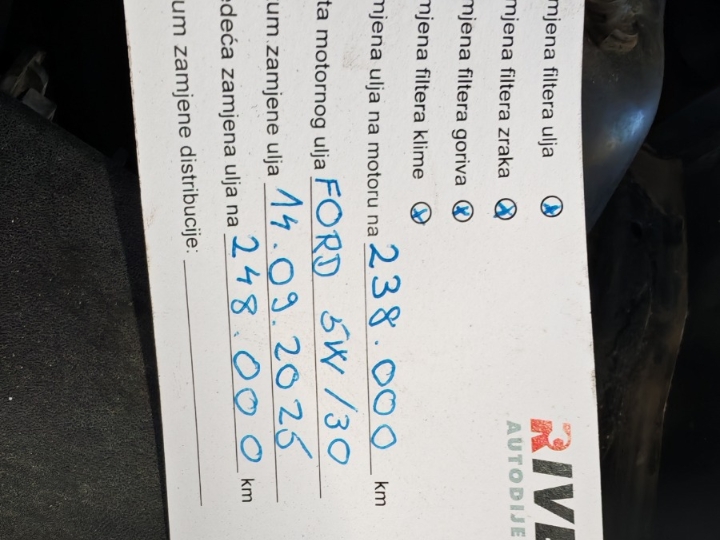 RIVE
AUTODIJE
mjena filtera ulja ⓧ
mjena filtera zraka ⓧ
mjena filtera goriva ⓧ
mjena filtera klime ⓧ
mjena ulja na motoru na 238.000 km
ta motornog ulja FORD 5W/30
um zamjene ulja 14.09.2025
edeća zamjena ulja na 248.000 km
um zamjene distribucije: